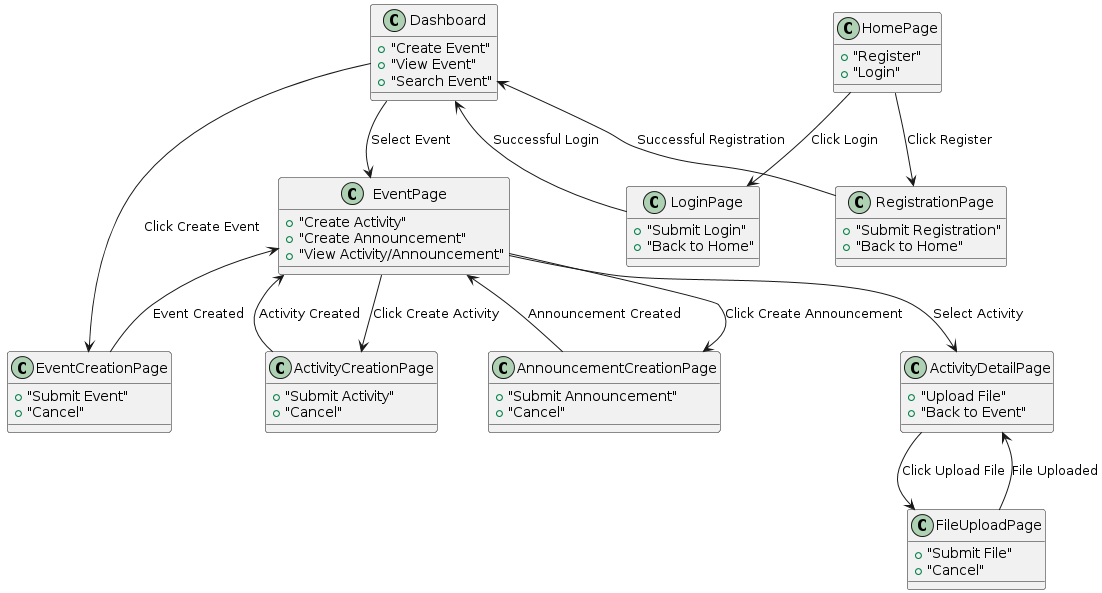 C Dashboard
"Create Event"
"View Event"
"Search Event"
C HomePage
"Register"
"Login"
Select Event
Successful Login
Successful Registration
Click Login
Click Register
C EventPage
"Create Activity"
"Create Announcement"
"View Activity/Announcement"
C LoginPage
"Submit Login"
"Back to Home"
C RegistrationPage
"Submit Registration"
"Back to Home"
Click Create Event
Event Created
Activity Created
Click Create Activity
Announcement Created
Click Create Announcement
Select Activity
C EventCreationPage
"Submit Event"
"Cancel"
C ActivityCreationPage
"Submit Activity"
"Cancel"
C AnnouncementCreationPage
"Submit Announcement"
"Cancel"
C ActivityDetailPage
"Upload File"
"Back to Event"
Click Upload File
File Uploaded
C FileUploadPage
"Submit File"
"Cancel"